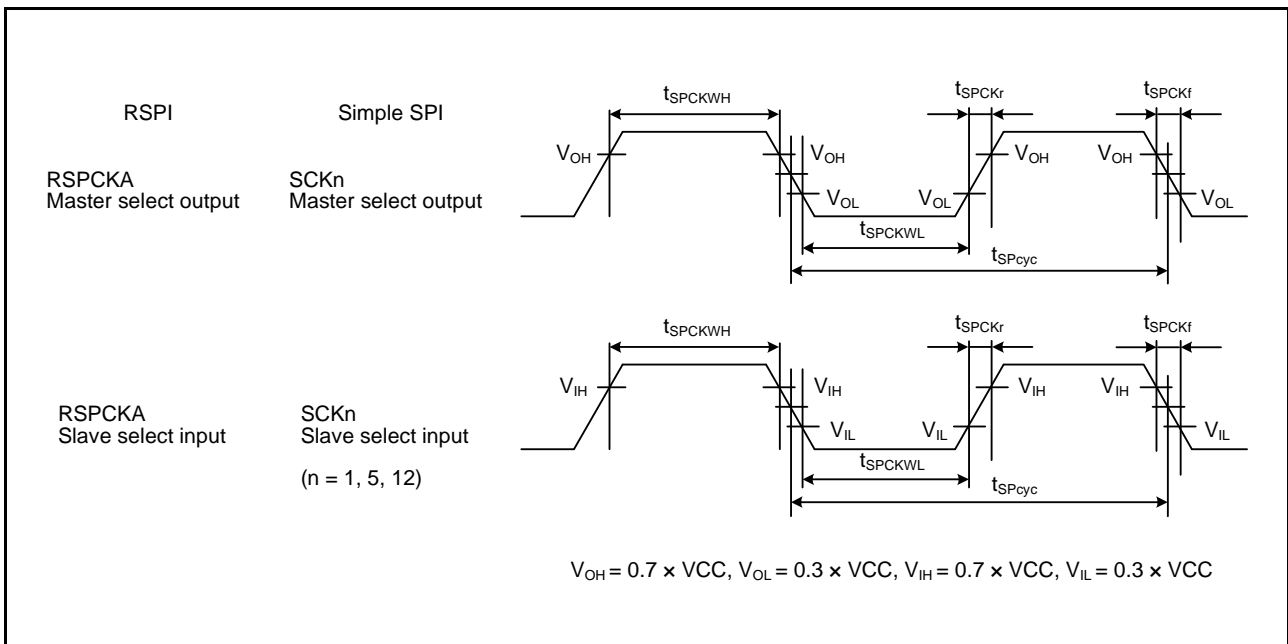 RSPI
Simple SPI
tSPCKWH
tSPCKr
tSPCKf
VOH
VOH
VOH
VOH
RSPCKA
Master select output
SCKn
Master select output
VOL
VOL
VOL
tSPCKWL
tSPcyc
tSPCKWH
tSPCKr
tSPCKf
VIH
VIH
VIH
VIH
RSPCKA
Slave select input
SCKn
Slave select input
VIL
VIL
VIL
tSPCKWL
(n = 1, 5, 12)
tSPcyc
VOH = 0.7 × VCC, VOL = 0.3 × VCC, VIH = 0.7 × VCC, VIL = 0.3 × VCC